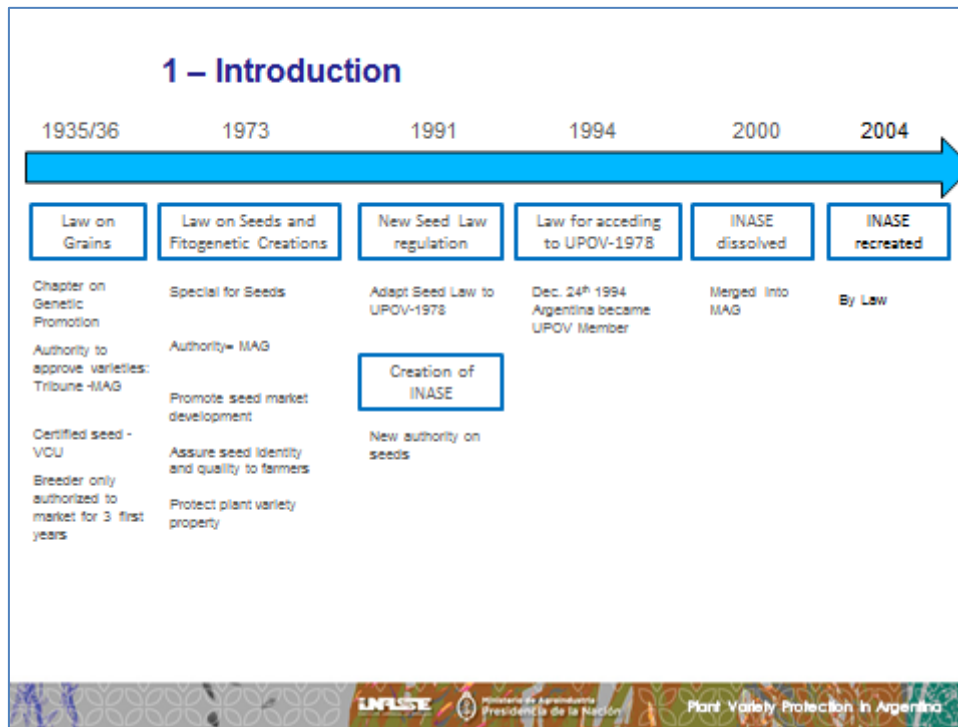 1 – Introduction
1935/36
1973
1991
1994
2000
2004
Law on
Grains
Law on Seeds and
Fitogenetic Creations
New Seed Law
regulation
Law for acceding
to UPOV-1978
INASE
dissolved
INASE
recreated
Chapter on
Genetic
Promotion
Authority to
approve varieties:
Tribune -MAG
Certified seed -
VCU
Breeder only
authorized to
market for 3 first
years
Special for Seeds
Authority= MAG
Promote seed market
development
Assure seed identity
and quality to farmers
Protect plant variety
property
Adapt Seed Law to
UPOV-1978
Creation of
INASE
New authority on
seeds
Dec. 24th 1994
Argentina became
UPOV Member
Merged into
MAG
By Law
INASE
Ministerio de Agroindustria
Presidencia de la Nación
Plant Variety Protection in Argentina